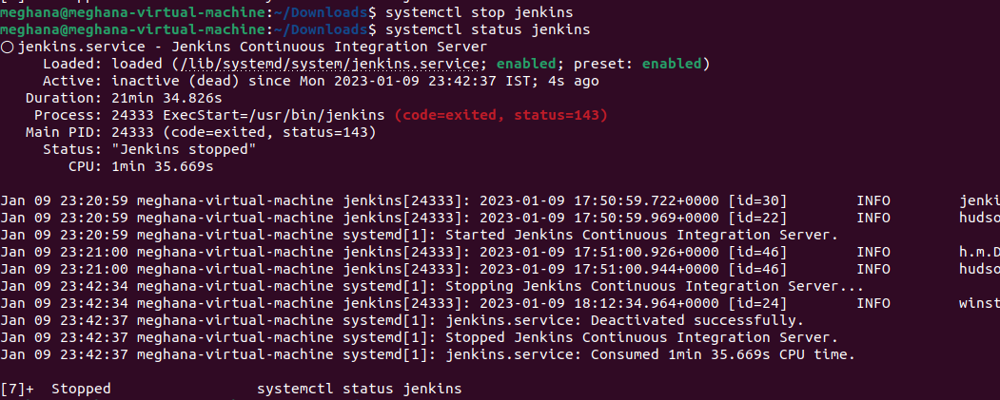 meghana@meghana-virtual-machine:~/Downloads$ systemctl stop jenkins
meghana@meghana-virtual-machine:~/Downloads$ systemctl status jenkins
○ jenkins.service - Jenkins Continuous Integration Server
Loaded: loaded (/lib/systemd/system/jenkins.service; enabled; preset: enabled)
Active: inactive (dead) since Mon 2023-01-09 23:42:37 IST; 4s ago
Duration: 21min 34.826s
Process: 24333 ExecStart=/usr/bin/jenkins (code=exited, status=143)
Main PID: 24333 (code=exited, status=143)
Status: "Jenkins stopped"
CPU: 1min 35.669s
Jan 09 23:20:59 meghana-virtual-machine jenkins[24333]: 2023-01-09 17:50:59.722+0000 [id=30] INFO jenki
Jan 09 23:20:59 meghana-virtual-machine jenkins[24333]: 2023-01-09 17:50:59.969+0000 [id=22] INFO hudso
Jan 09 23:20:59 meghana-virtual-machine systemd[1]: Started Jenkins Continuous Integration Server.
Jan 09 23:21:00 meghana-virtual-machine jenkins[24333]: 2023-01-09 17:51:00.926+0000 [id=46] INFO h.m.D
Jan 09 23:21:00 meghana-virtual-machine jenkins[24333]: 2023-01-09 17:51:00.944+0000 [id=46] INFO hudso
Jan 09 23:42:34 meghana-virtual-machine systemd[1]: Stopping Jenkins Continuous Integration Server...
Jan 09 23:42:34 meghana-virtual-machine jenkins[24333]: 2023-01-09 18:12:34.964+0000 [id=24] INFO winst
Jan 09 23:42:37 meghana-virtual-machine systemd[1]: jenkins.service: Deactivated successfully.
Jan 09 23:42:37 meghana-virtual-machine systemd[1]: Stopped Jenkins Continuous Integration Server.
Jan 09 23:42:37 meghana-virtual-machine systemd[1]: jenkins.service: Consumed 1min 35.669s CPU time.
[7]+ Stopped systemctl status jenkins